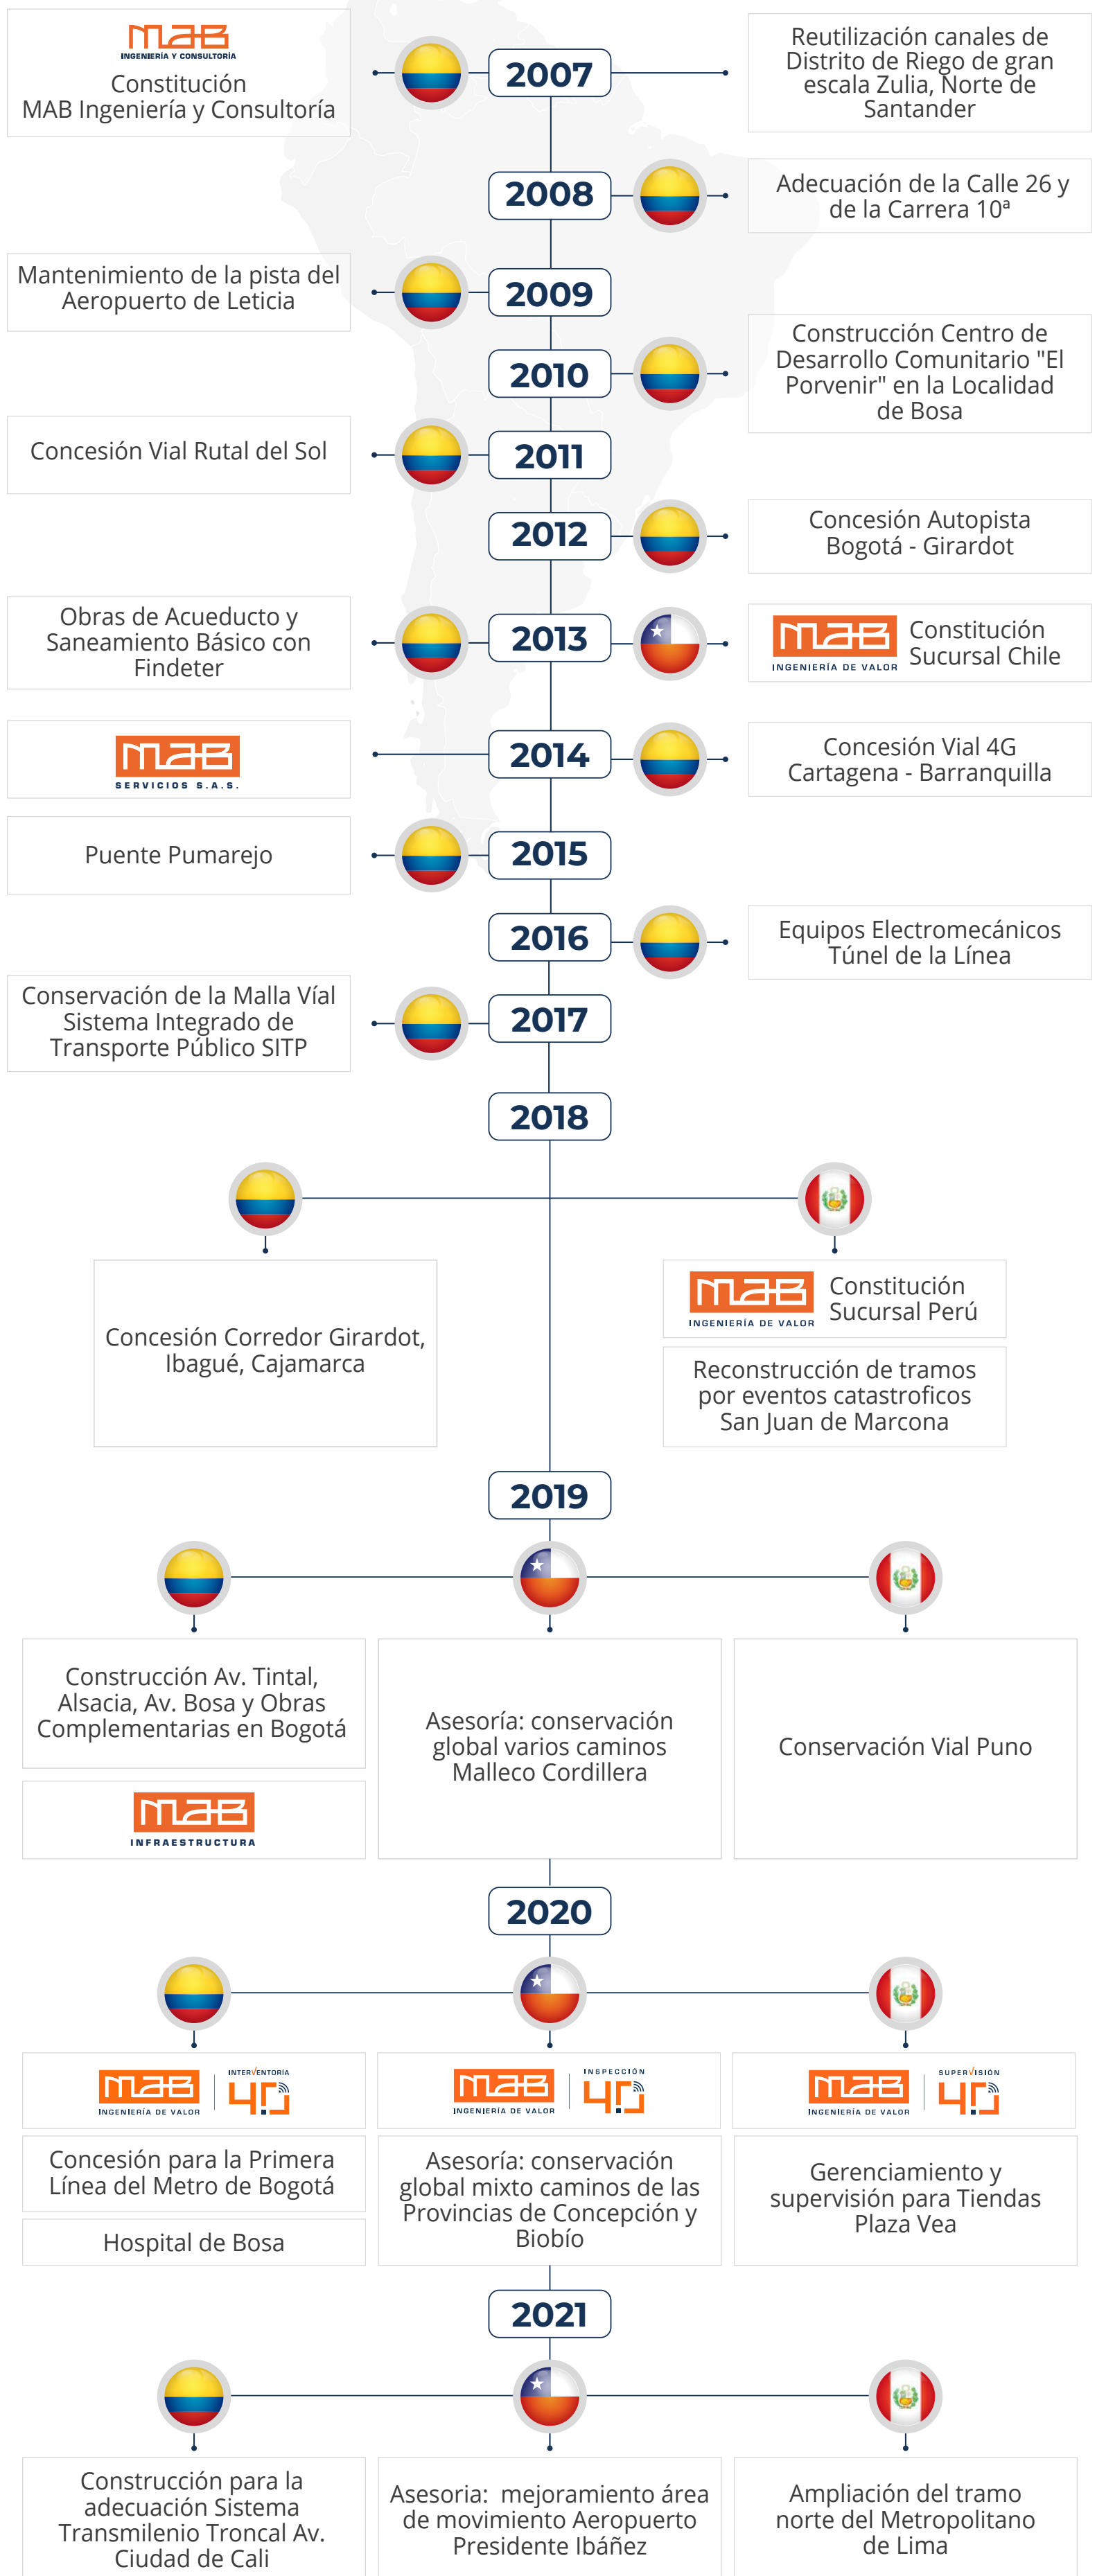 mab
INGENIERÍA Y CONSULTORÍA
Constitución
MAB Ingeniería y Consultoría
2007
Reutilización canales de
Distrito de Riego de gran
escala Zulia, Norte de
Santander
2008
Adecuación de la Calle 26 y
de la Carrera 10ª
Mantenimiento de la pista del
Aeropuerto de Leticia
2009
2010
Construcción Centro de
Desarrollo Comunitario "El
Porvenir" en la Localidad
de Bosa
Concesión Vial Rutal del Sol
2011
2012
Concesión Autopista
Bogotá - Girardot
Obras de Acueducto y
Saneamiento Básico con
Findeter
2013
mab
INGENIERÍA DE VALOR
Constitución
Sucursal Chile
mab
SERVICIOS S.A.S.
2014
Concesión Vial 4G
Cartagena - Barranquilla
Puente Pumarejo
2015
2016
Equipos Electromecánicos
Túnel de la Línea
Conservación de la Malla Víal
Sistema Integrado de
Transporte Público SITP
2017
2018
Concesión Corredor Girardot,
Ibagué, Cajamarca
mab
INGENIERÍA DE VALOR
Constitución
Sucursal Perú
Reconstrucción de tramos
por eventos catastroficos
San Juan de Marcona
2019
Construcción Av. Tintal,
Alsacia, Av. Bosa y Obras
Complementarias en Bogotá
mab
INFRAESTRUCTURA
Asesoría: conservación
global varios caminos
Malleco Cordillera
Conservación Vial Puno
2020
mab
INGENIERÍA DE VALOR
INTERVENTORÍA
4.0
Concesión para la Primera
Línea del Metro de Bogotá
Hospital de Bosa
mab
INGENIERÍA DE VALOR
INSPECCIÓN
4.0
Asesoría: conservación
global mixto caminos de las
Provincias de Concepción y
Biobío
mab
INGENIERÍA DE VALOR
SUPERVISIÓN
4.0
Gerenciamiento y
supervisión para Tiendas
Plaza Vea
2021
Construcción para la
adecuación Sistema
Transmilenio Troncal Av.
Ciudad de Cali
Asesoria: mejoramiento área
de movimiento Aeropuerto
Presidente Ibáñez
Ampliación del tramo
norte del Metropolitano
de Lima